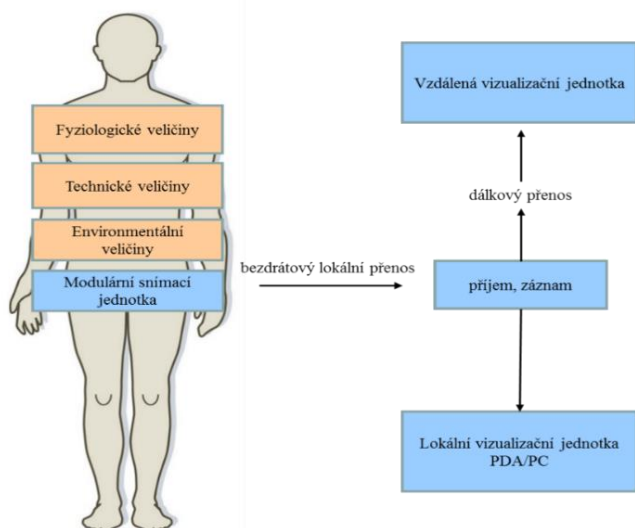 Fyziologické veličiny
Technické veličiny
Environmentální
veličiny
Modulární snímací
jednotka
bezdrátový lokální přenos
Vzdálená vizualizační jednotka
dálkový přenos
příjem, záznam
Lokální vizualizační jednotka
PDA/PC